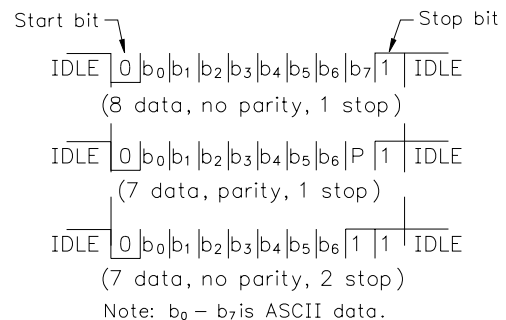 Start bit Stop bit
IDLE 0 b₀ b₁ b₂ b₃ b₄ b₅ b₆ b₇ 1 IDLE
(8 data, no parity, 1 stop)
IDLE 0 b₀ b₁ b₂ b₃ b₄ b₅ b₆ P 1 IDLE
(7 data, parity, 1 stop)
IDLE 0 b₀ b₁ b₂ b₃ b₄ b₅ b₆ 1 1 IDLE
(7 data, no parity, 2 stop)
Note: b₀ – b₇ is ASCII data.